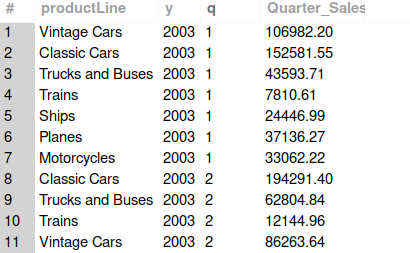 # productLine y q Quarter_Sales
1 Vintage Cars 2003 1 106982.20
2 Classic Cars 2003 1 152581.55
3 Trucks and Buses 2003 1 43593.71
4 Trains 2003 1 7810.61
5 Ships 2003 1 24446.99
6 Planes 2003 1 37136.27
7 Motorcycles 2003 1 33062.22
8 Classic Cars 2003 2 194291.40
9 Trucks and Buses 2003 2 62804.84
10 Trains 2003 2 12144.96
11 Vintage Cars 2003 2 86263.64